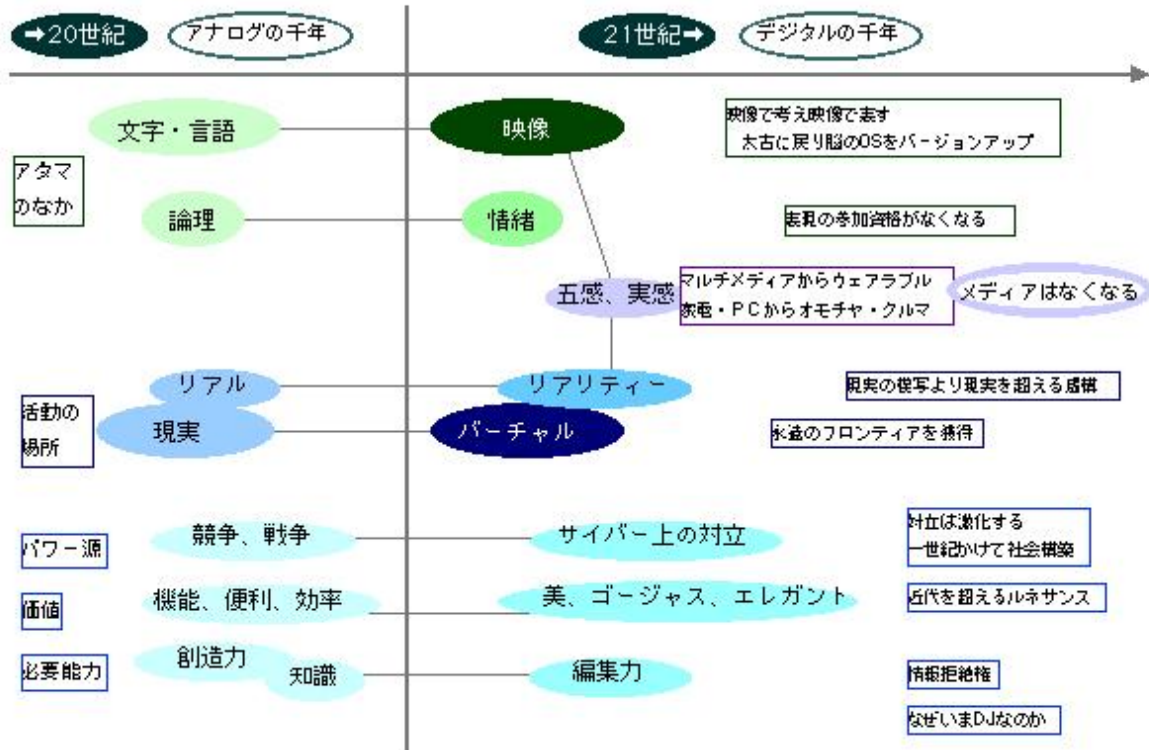 ➡20世紀 アナログの千年 21世紀➡ デジタルの千年
文字・言語 映像 映像で考え映像で表す
太古に戻り脳のOSをバージョンアップ
アタマ
のなか
論理 情緒 表現の参加資格がなくなる
五感、実感 マルチメディアからウェアラブル
家電・PCからオモチャ・クルマ
メディアはなくなる
リアル リアリティー 現実の複写より現実を超える虚構
活動の
場所
現実 バーチャル 永遠のフロンティアを獲得
パワー源 競争、戦争 サイバー上の対立 対立は激化する
一世紀かけて社会構築
価値 機能、便利、効率 美、ゴージャス、エレガント 近代を超えるルネサンス
必要能力 創造力 知識 編集力 情報拒絶権
なぜいまDJなのか